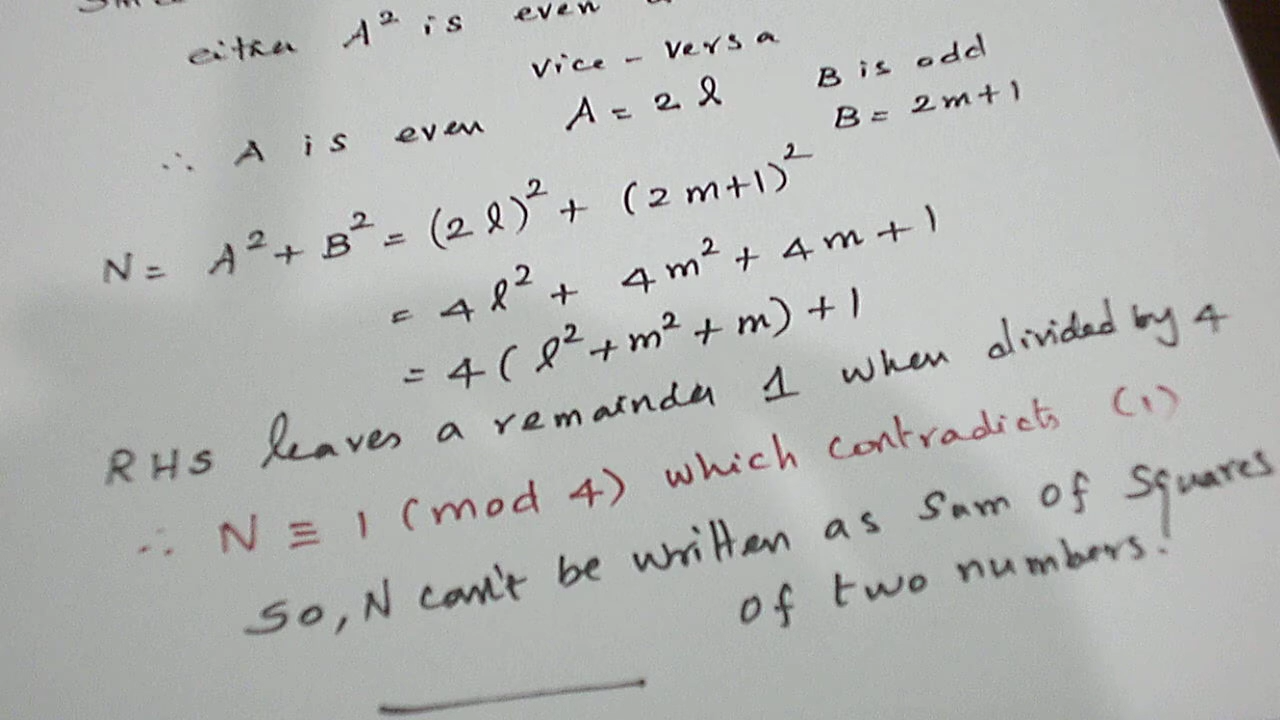 either A² is even
vice - versa
∴ A is even A = 2l B is odd
B = 2m+1
N = A² + B² = (2l)² + (2m+1)²
= 4l² + 4m² + 4m + 1
= 4(l² + m² + m) + 1
RHS leaves a remainder 1 when divided by 4
∴ N ≡ 1 (mod 4) which contradicts (1)
So, N can't be written as sum of squares
of two numbers.